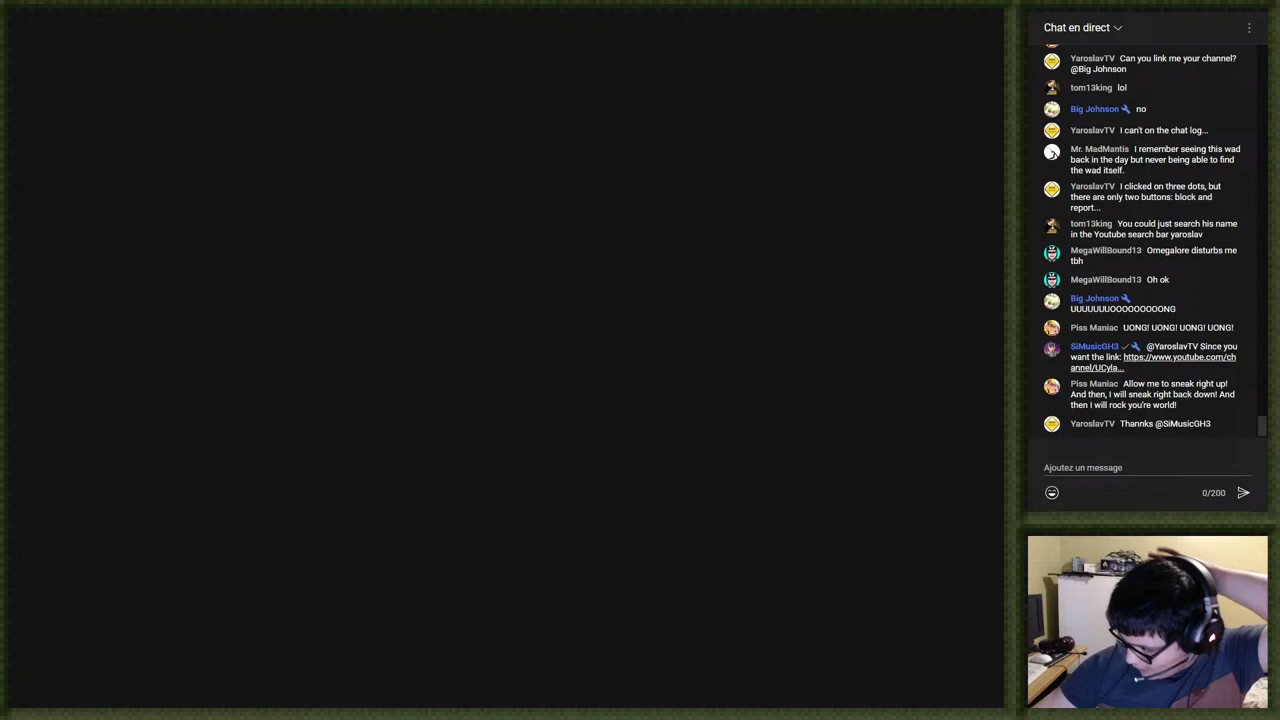 Chat en direct
YaroslavTV Can you link me your channel?
@Big Johnson
tom13king lol
Big Johnson no
YaroslavTV I can't on the chat log...
Mr. MadMantis I remember seeing this wad
back in the day but never being able to find
the wad itself.
YaroslavTV I clicked on three dots, but
there are only two buttons: block and
report...
tom13king You could just search his name
in the Youtube search bar yaroslav
MegaWillBound13 Omegalore disturbs me
tbh
MegaWillBound13 Oh ok
Big Johnson
UUUUUUUOOOOOOOOONG
Piss Maniac UONG! UONG! UONG! UONG!
SiMusicGH3 @YaroslavTV Since you
want the link: https://www.youtube.com/ch
annel/UCyla...
Piss Maniac Allow me to sneak right up!
And then, I will sneak right back down! And
then I will rock you're world!
YaroslavTV Thannks @SiMusicGH3
Ajoutez un message
0/200